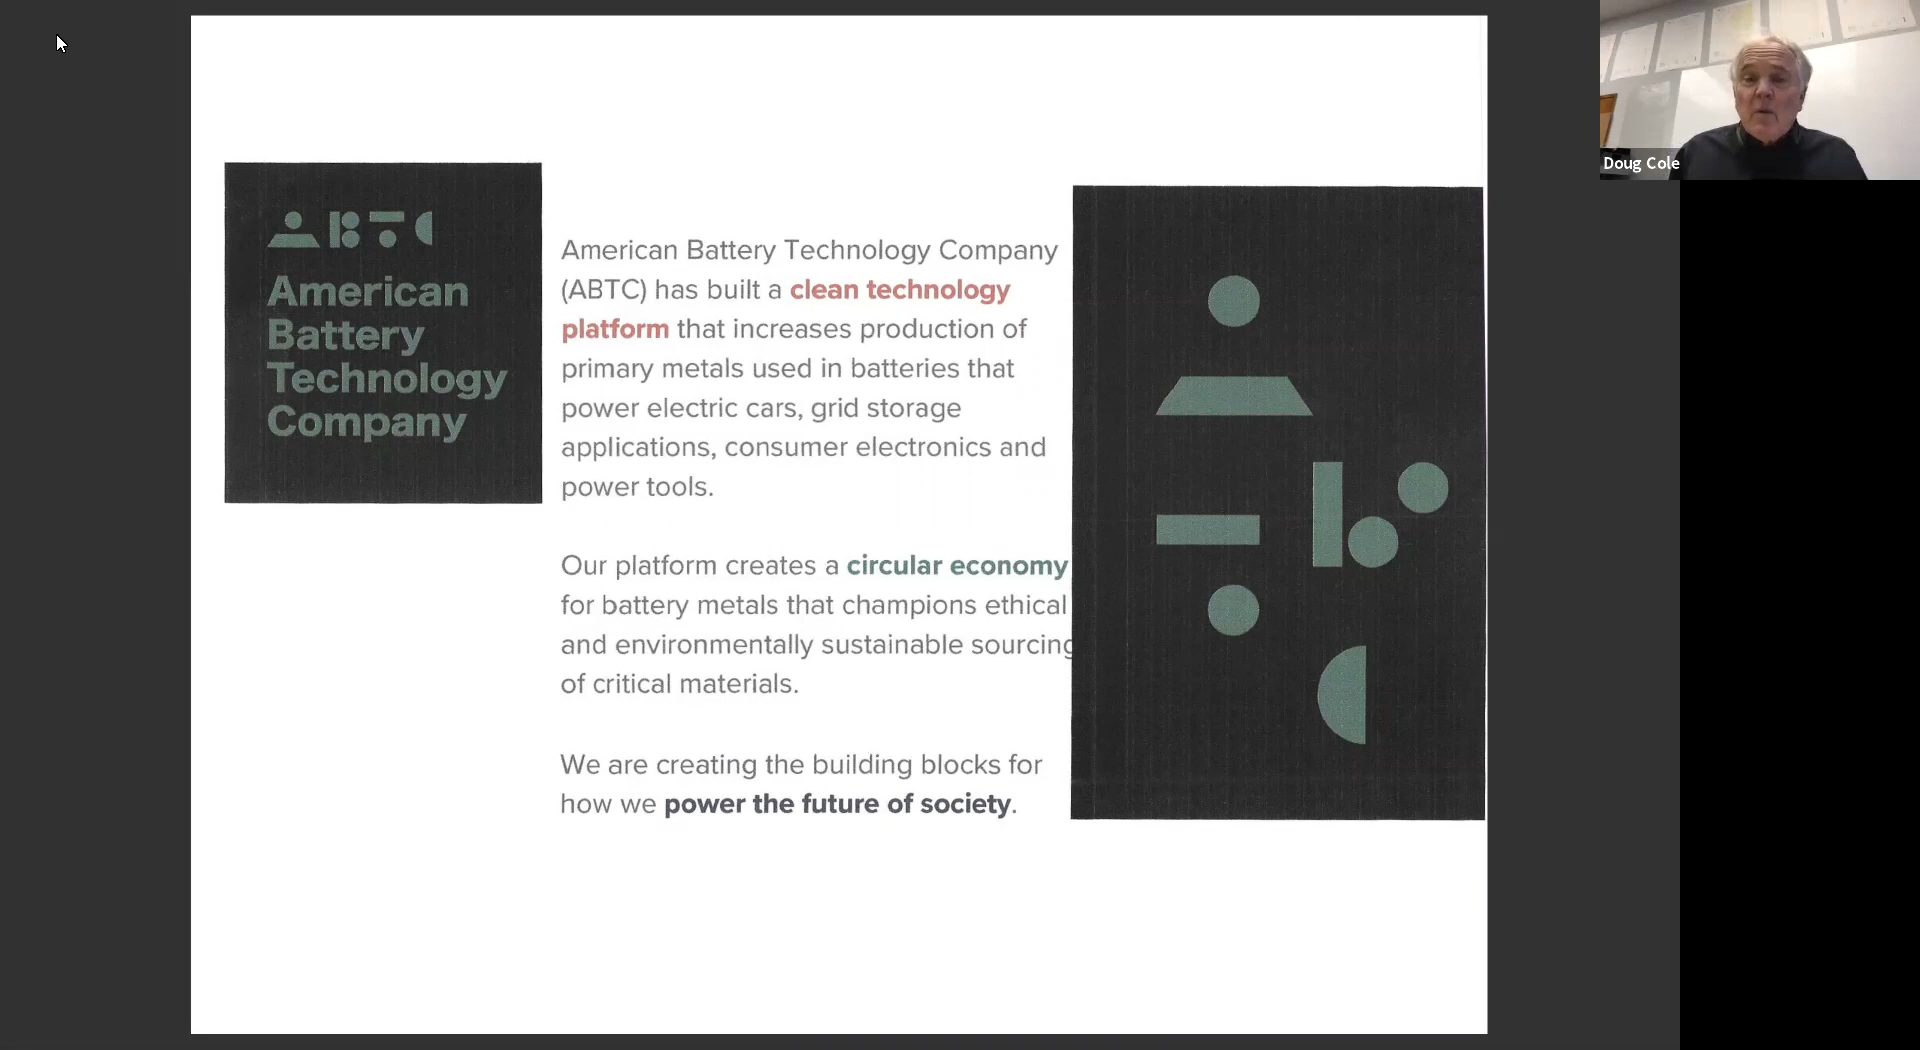 ABTC
American
Battery
Technology
Company
American Battery Technology Company
(ABTC) has built a clean technology
platform that increases production of
primary metals used in batteries that
power electric cars, grid storage
applications, consumer electronics and
power tools.
Our platform creates a circular economy
for battery metals that champions ethical
and environmentally sustainable sourcing
of critical materials.
We are creating the building blocks for
how we power the future of society.
Doug Cole